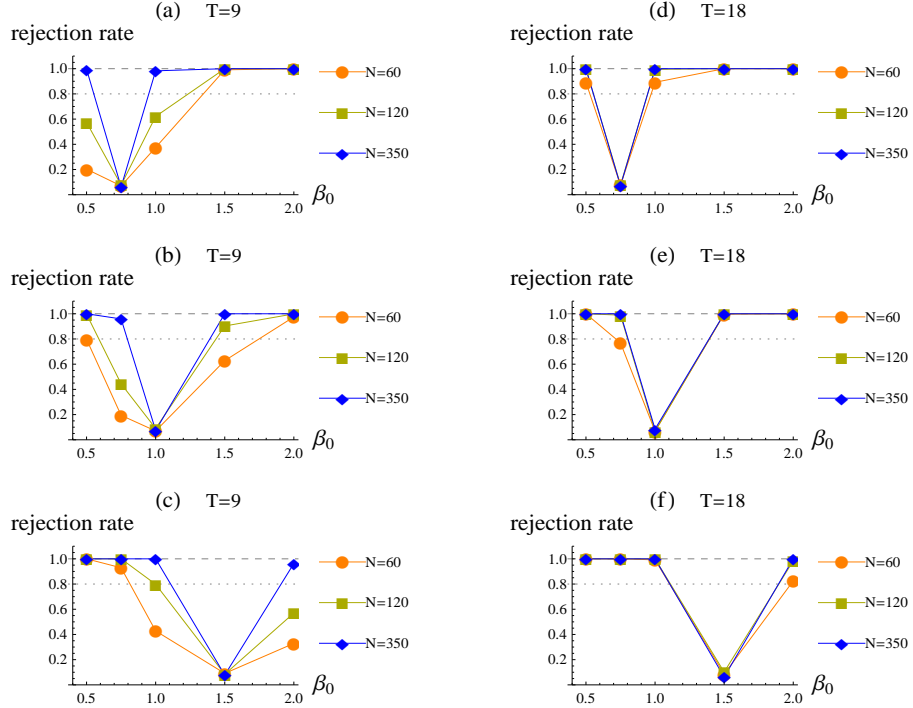 (a) T=9
rejection rate
1.0
0.8
0.6
0.4
0.2
0.5 1.0 1.5 2.0
β0
N=60
N=120
N=350
(d) T=18
rejection rate
1.0
0.8
0.6
0.4
0.2
0.5 1.0 1.5 2.0
β0
N=60
N=120
N=350
(b) T=9
rejection rate
1.0
0.8
0.6
0.4
0.2
0.5 1.0 1.5 2.0
β0
N=60
N=120
N=350
(e) T=18
rejection rate
1.0
0.8
0.6
0.4
0.2
0.5 1.0 1.5 2.0
β0
N=60
N=120
N=350
(c) T=9
rejection rate
1.0
0.8
0.6
0.4
0.2
0.5 1.0 1.5 2.0
β0
N=60
N=120
N=350
(f) T=18
rejection rate
1.0
0.8
0.6
0.4
0.2
0.5 1.0 1.5 2.0
β0
N=60
N=120
N=350